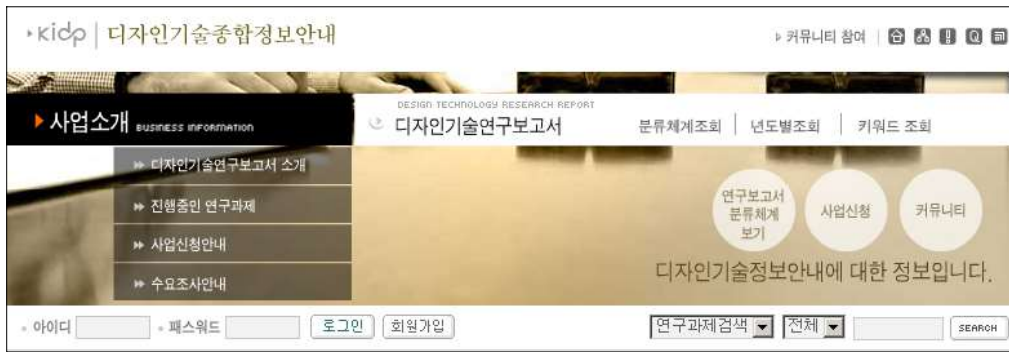 kidp | 디자인기술종합정보안내
커뮤니티 참여
사업소개 BUSINESS INFORMATION
DESIGN TECHNOLOGY RESEARCH REPORT
디자인기술연구보고서
분류체계조회 | 년도별조회 | 키워드 조회
디자인기술연구보고서 소개
진행중인 연구과제
사업신청안내
수요조사안내
연구보고서
분류체계
보기
사업신청
커뮤니티
디자인기술정보안내에 대한 정보입니다.
아이디
패스워드
로그인
회원가입
연구과제검색
전체
SEARCH